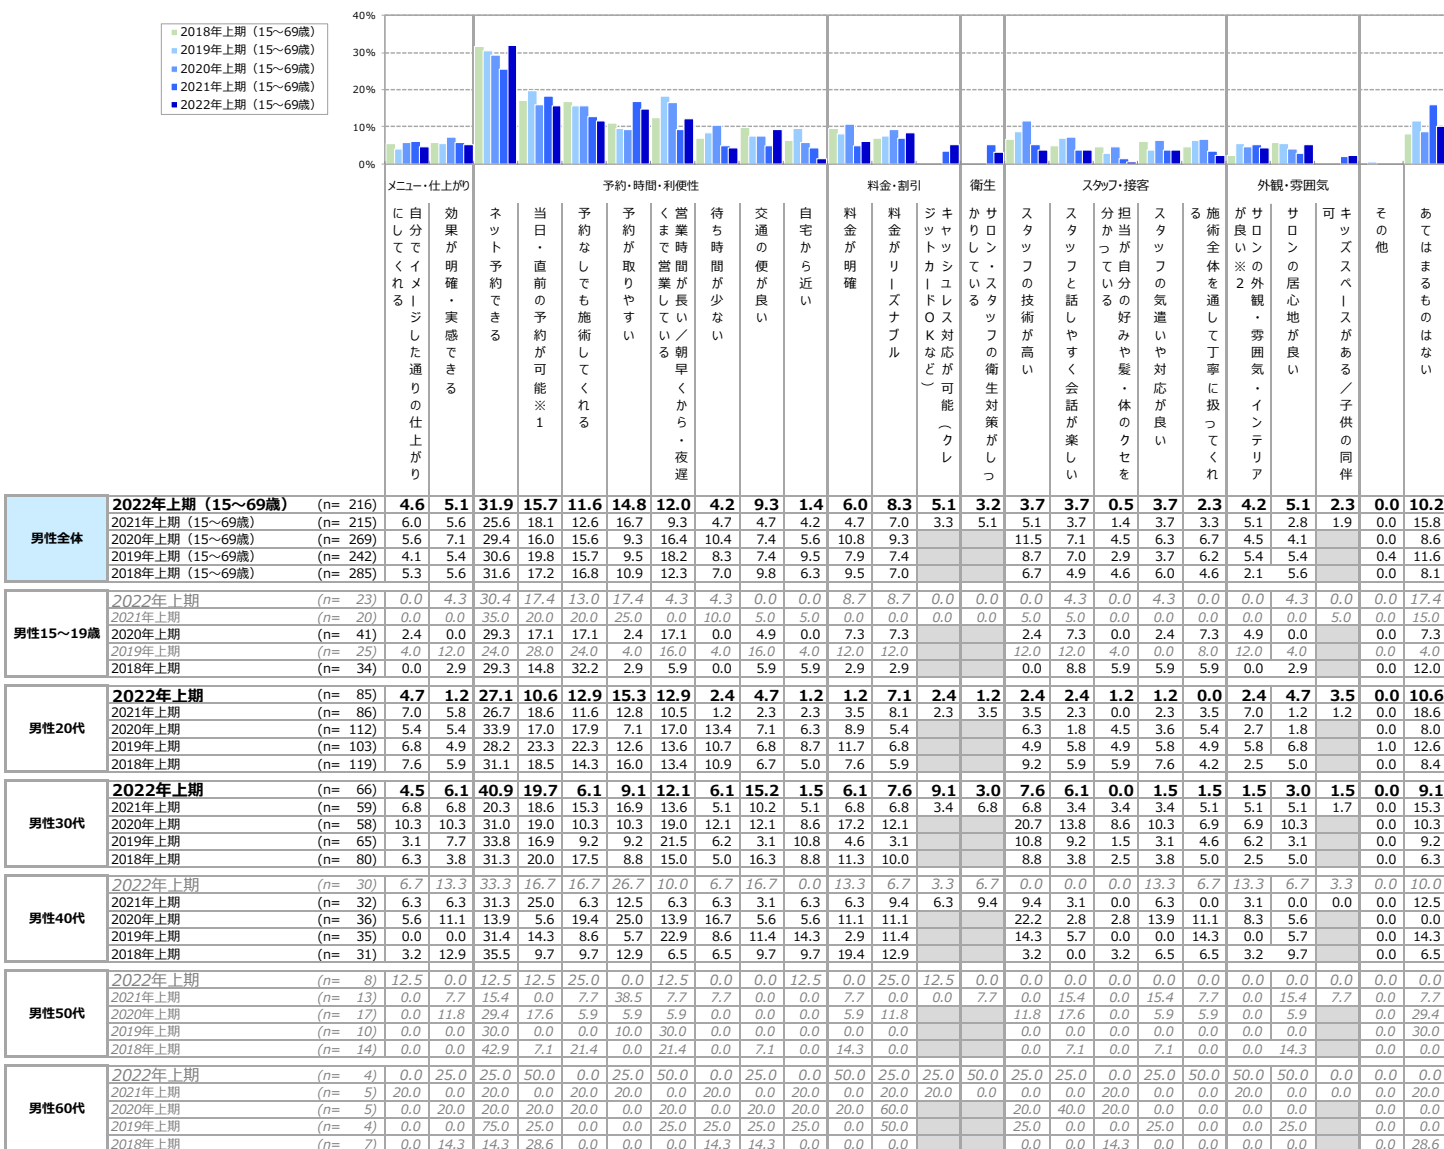 2018年上期（15～69歳）
2019年上期（15～69歳）
2020年上期（15～69歳）
2021年上期（15～69歳）
2022年上期（15～69歳）
40%
30%
20%
10%
0%
メニュー・仕上がり 予約・時間・利便性 料金・割引 衛生 スタッフ・接客 外観・雰囲気
自分でイメージした通りの仕上がりにしてくれる
効果が明確・実感できる
ネット予約できる
当日・直前の予約が可能※1
予約なしでも施術してくれる
予約が取りやすい
営業時間が長い／朝早くから・夜遅くまで営業している
待ち時間が少ない
交通の便が良い
自宅から近い
料金が明確
料金がリーズナブル
キャッシュレス対応が可能（クレジットカードOKなど）
サロン・スタッフの衛生対策がしっかりしている
スタッフの技術が高い
スタッフと話しやすく会話が楽しい
担当が自分の好みや髪・体のクセを分かっている
スタッフの気遣いや対応が良い
施術全体を通して丁寧に扱ってくれる
サロンの外観・雰囲気・インテリアが良い※2
サロンの居心地が良い
キッズスペースがある／子供の同伴可
その他
あてはまるものはない
男性全体
2022年上期（15～69歳） (n= 216) 4.6 5.1 31.9 15.7 11.6 14.8 12.0 4.2 9.3 1.4 6.0 8.3 5.1 3.2 3.7 3.7 0.5 3.7 2.3 4.2 5.1 2.3 0.0 10.2
2021年上期（15～69歳） (n= 215) 6.0 5.6 25.6 18.1 12.6 16.7 9.3 4.7 4.7 4.2 4.7 7.0 3.3 5.1 5.1 3.7 1.4 3.7 3.3 5.1 2.8 1.9 0.0 15.8
2020年上期（15～69歳） (n= 269) 5.6 7.1 29.4 16.0 15.6 9.3 16.4 10.4 7.4 5.6 10.8 9.3 11.5 7.1 4.5 6.3 6.7 4.5 4.1 0.0 8.6
2019年上期（15～69歳） (n= 242) 4.1 5.4 30.6 19.8 15.7 9.5 18.2 8.3 7.4 9.5 7.9 7.4 8.7 7.0 2.9 3.7 6.2 5.4 5.4 0.4 11.6
2018年上期（15～69歳） (n= 285) 5.3 5.6 31.6 17.2 16.8 10.9 12.3 7.0 9.8 6.3 9.5 7.0 6.7 4.9 4.6 6.0 4.6 2.1 5.6 0.0 8.1
男性15～19歳
2022年上期 (n= 23) 0.0 4.3 30.4 17.4 13.0 17.4 4.3 4.3 0.0 0.0 8.7 8.7 0.0 0.0 0.0 4.3 0.0 4.3 0.0 0.0 4.3 0.0 0.0 17.4
2021年上期 (n= 20) 0.0 0.0 35.0 20.0 20.0 25.0 0.0 10.0 5.0 5.0 0.0 0.0 0.0 0.0 5.0 5.0 0.0 0.0 0.0 0.0 0.0 5.0 0.0 15.0
2020年上期 (n= 41) 2.4 0.0 29.3 17.1 17.1 2.4 17.1 0.0 4.9 0.0 7.3 7.3 2.4 7.3 0.0 2.4 7.3 4.9 0.0 0.0 7.3
2019年上期 (n= 25) 4.0 12.0 24.0 28.0 24.0 4.0 16.0 4.0 16.0 4.0 12.0 12.0 12.0 12.0 4.0 0.0 8.0 12.0 4.0 0.0 4.0
2018年上期 (n= 34) 0.0 2.9 29.3 14.8 32.2 2.9 5.9 0.0 5.9 5.9 2.9 2.9 0.0 8.8 5.9 5.9 5.9 0.0 2.9 0.0 12.0
男性20代
2022年上期 (n= 85) 4.7 1.2 27.1 10.6 12.9 15.3 12.9 2.4 4.7 1.2 1.2 7.1 2.4 1.2 2.4 2.4 1.2 1.2 0.0 2.4 4.7 3.5 0.0 10.6
2021年上期 (n= 86) 7.0 5.8 26.7 18.6 11.6 12.8 10.5 1.2 2.3 2.3 3.5 8.1 2.3 3.5 3.5 2.3 0.0 2.3 3.5 7.0 1.2 1.2 0.0 18.6
2020年上期 (n= 112) 5.4 5.4 33.9 17.0 17.9 7.1 17.0 13.4 7.1 6.3 8.9 5.4 6.3 1.8 4.5 3.6 5.4 2.7 1.8 0.0 8.0
2019年上期 (n= 103) 6.8 4.9 28.2 23.3 22.3 12.6 13.6 10.7 6.8 8.7 11.7 6.8 4.9 5.8 4.9 5.8 4.9 5.8 6.8 1.0 12.6
2018年上期 (n= 119) 7.6 5.9 31.1 18.5 14.3 16.0 13.4 10.9 6.7 5.0 7.6 5.9 9.2 5.9 5.9 7.6 4.2 2.5 5.0 0.0 8.4
男性30代
2022年上期 (n= 66) 4.5 6.1 40.9 19.7 6.1 9.1 12.1 6.1 15.2 1.5 6.1 7.6 9.1 3.0 7.6 6.1 0.0 1.5 1.5 1.5 3.0 1.5 0.0 9.1
2021年上期 (n= 59) 6.8 6.8 20.3 18.6 15.3 16.9 13.6 5.1 10.2 5.1 6.8 6.8 3.4 6.8 6.8 3.4 3.4 3.4 5.1 5.1 5.1 1.7 0.0 15.3
2020年上期 (n= 58) 10.3 10.3 31.0 19.0 10.3 10.3 19.0 12.1 12.1 8.6 17.2 12.1 20.7 13.8 8.6 10.3 6.9 6.9 10.3 0.0 10.3
2019年上期 (n= 65) 3.1 7.7 33.8 16.9 9.2 9.2 21.5 6.2 3.1 10.8 4.6 3.1 10.8 9.2 1.5 3.1 4.6 6.2 3.1 0.0 9.2
2018年上期 (n= 80) 6.3 3.8 31.3 20.0 17.5 8.8 15.0 5.0 16.3 8.8 11.3 10.0 8.8 3.8 2.5 3.8 5.0 2.5 5.0 0.0 6.3
男性40代
2022年上期 (n= 30) 6.7 13.3 33.3 16.7 16.7 26.7 10.0 6.7 16.7 0.0 13.3 6.7 3.3 6.7 0.0 0.0 0.0 13.3 6.7 13.3 6.7 3.3 0.0 10.0
2021年上期 (n= 32) 6.3 6.3 31.3 25.0 6.3 12.5 6.3 6.3 3.1 6.3 6.3 9.4 6.3 9.4 9.4 3.1 0.0 6.3 0.0 3.1 0.0 0.0 0.0 12.5
2020年上期 (n= 36) 5.6 11.1 13.9 5.6 19.4 25.0 13.9 16.7 5.6 5.6 11.1 11.1 22.2 2.8 2.8 13.9 11.1 8.3 5.6 0.0 0.0
2019年上期 (n= 35) 0.0 0.0 31.4 14.3 8.6 5.7 22.9 8.6 11.4 14.3 2.9 11.4 14.3 5.7 0.0 0.0 14.3 0.0 5.7 0.0 14.3
2018年上期 (n= 31) 3.2 12.9 35.5 9.7 9.7 12.9 6.5 6.5 9.7 9.7 19.4 12.9 3.2 0.0 3.2 6.5 6.5 3.2 9.7 0.0 6.5
男性50代
2022年上期 (n= 8) 12.5 0.0 12.5 12.5 25.0 0.0 12.5 0.0 0.0 12.5 0.0 25.0 12.5 0.0 0.0 0.0 0.0 0.0 0.0 0.0 0.0 0.0 0.0 0.0
2021年上期 (n= 13) 0.0 7.7 15.4 0.0 7.7 38.5 7.7 7.7 0.0 0.0 7.7 0.0 0.0 7.7 0.0 15.4 0.0 15.4 7.7 0.0 15.4 7.7 0.0 7.7
2020年上期 (n= 17) 0.0 11.8 29.4 17.6 5.9 5.9 5.9 0.0 0.0 0.0 5.9 11.8 11.8 17.6 0.0 5.9 5.9 0.0 5.9 0.0 29.4
2019年上期 (n= 10) 0.0 0.0 30.0 0.0 0.0 10.0 30.0 0.0 0.0 0.0 0.0 0.0 0.0 0.0 0.0 0.0 0.0 0.0 0.0 0.0 30.0
2018年上期 (n= 14) 0.0 0.0 42.9 7.1 21.4 0.0 21.4 0.0 7.1 0.0 14.3 0.0 0.0 7.1 0.0 7.1 0.0 0.0 14.3 0.0 0.0
男性60代
2022年上期 (n= 4) 0.0 25.0 25.0 50.0 0.0 25.0 50.0 0.0 25.0 0.0 50.0 25.0 25.0 50.0 25.0 25.0 0.0 25.0 50.0 50.0 50.0 0.0 0.0 0.0
2021年上期 (n= 5) 20.0 0.0 20.0 0.0 20.0 20.0 0.0 20.0 0.0 20.0 0.0 20.0 20.0 0.0 0.0 0.0 20.0 0.0 0.0 20.0 0.0 0.0 0.0 20.0
2020年上期 (n= 5) 0.0 20.0 20.0 20.0 20.0 0.0 20.0 0.0 20.0 20.0 20.0 60.0 20.0 40.0 20.0 0.0 0.0 0.0 0.0 0.0 0.0
2019年上期 (n= 4) 0.0 0.0 75.0 25.0 0.0 0.0 25.0 25.0 25.0 25.0 0.0 50.0 25.0 0.0 0.0 25.0 0.0 0.0 25.0 0.0 0.0
2018年上期 (n= 7) 0.0 14.3 14.3 28.6 0.0 0.0 0.0 14.3 14.3 0.0 0.0 0.0 0.0 0.0 14.3 0.0 0.0 0.0 0.0 0.0 28.6